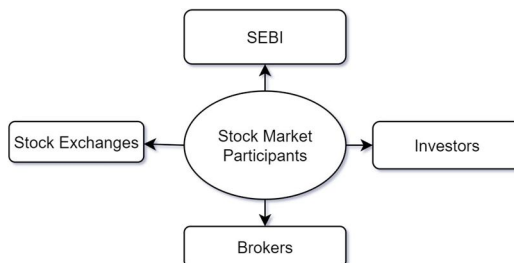 SEBI
Stock Exchanges
Stock Market
Participants
Investors
Brokers